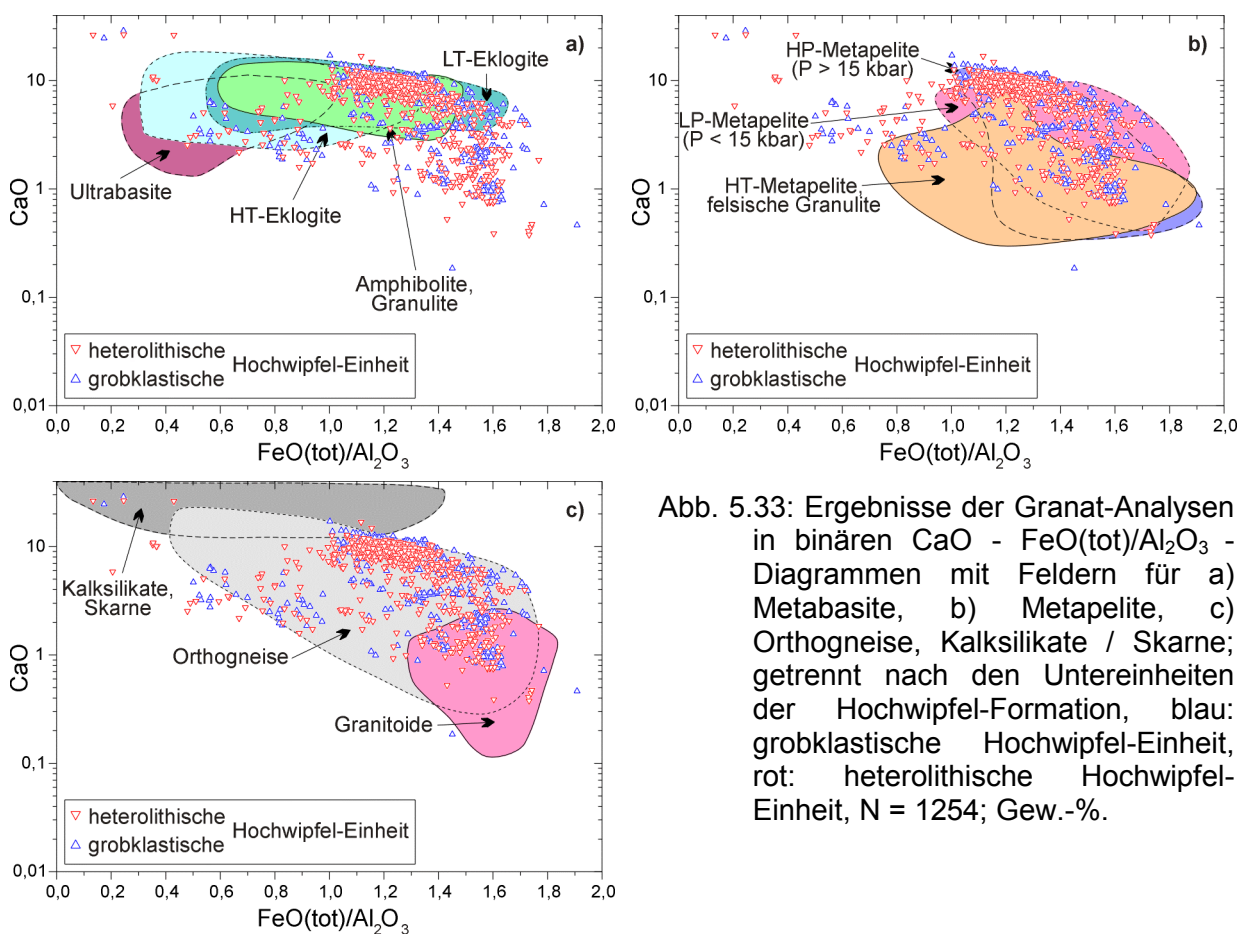 a)
LT-Eklogite
Ultrabasite
HT-Eklogite
Amphibolite,
Granulite
CaO
10
1
0,1
0,01
heterolithische
grobklastische
Hochwipfel-Einheit
0,0 0,2 0,4 0,6 0,8 1,0 1,2 1,4 1,6 1,8 2,0
FeO(tot)/Al₂O₃
b)
HP-Metapelite
(P > 15 kbar)
LP-Metapelite
(P < 15 kbar)
HT-Metapelite,
felsische Granulite
CaO
10
1
0,1
0,01
heterolithische
grobklastische
Hochwipfel-Einheit
0,0 0,2 0,4 0,6 0,8 1,0 1,2 1,4 1,6 1,8 2,0
FeO(tot)/Al₂O₃
c)
Kalksilikate,
Skarne
Orthogneise
Granitoide
CaO
10
1
0,1
0,01
heterolithische
grobklastische
Hochwipfel-Einheit
0,0 0,2 0,4 0,6 0,8 1,0 1,2 1,4 1,6 1,8 2,0
FeO(tot)/Al₂O₃
Abb. 5.33: Ergebnisse der Granat-Analysen
in binären CaO - FeO(tot)/Al₂O₃ -
Diagrammen mit Feldern für a)
Metabasite, b) Metapelite, c)
Orthogneise, Kalksilikate / Skarne;
getrennt nach den Untereinheiten
der Hochwipfel-Formation, blau:
grobklastische Hochwipfel-Einheit,
rot: heterolithische Hochwipfel-
Einheit, N = 1254; Gew.-%.